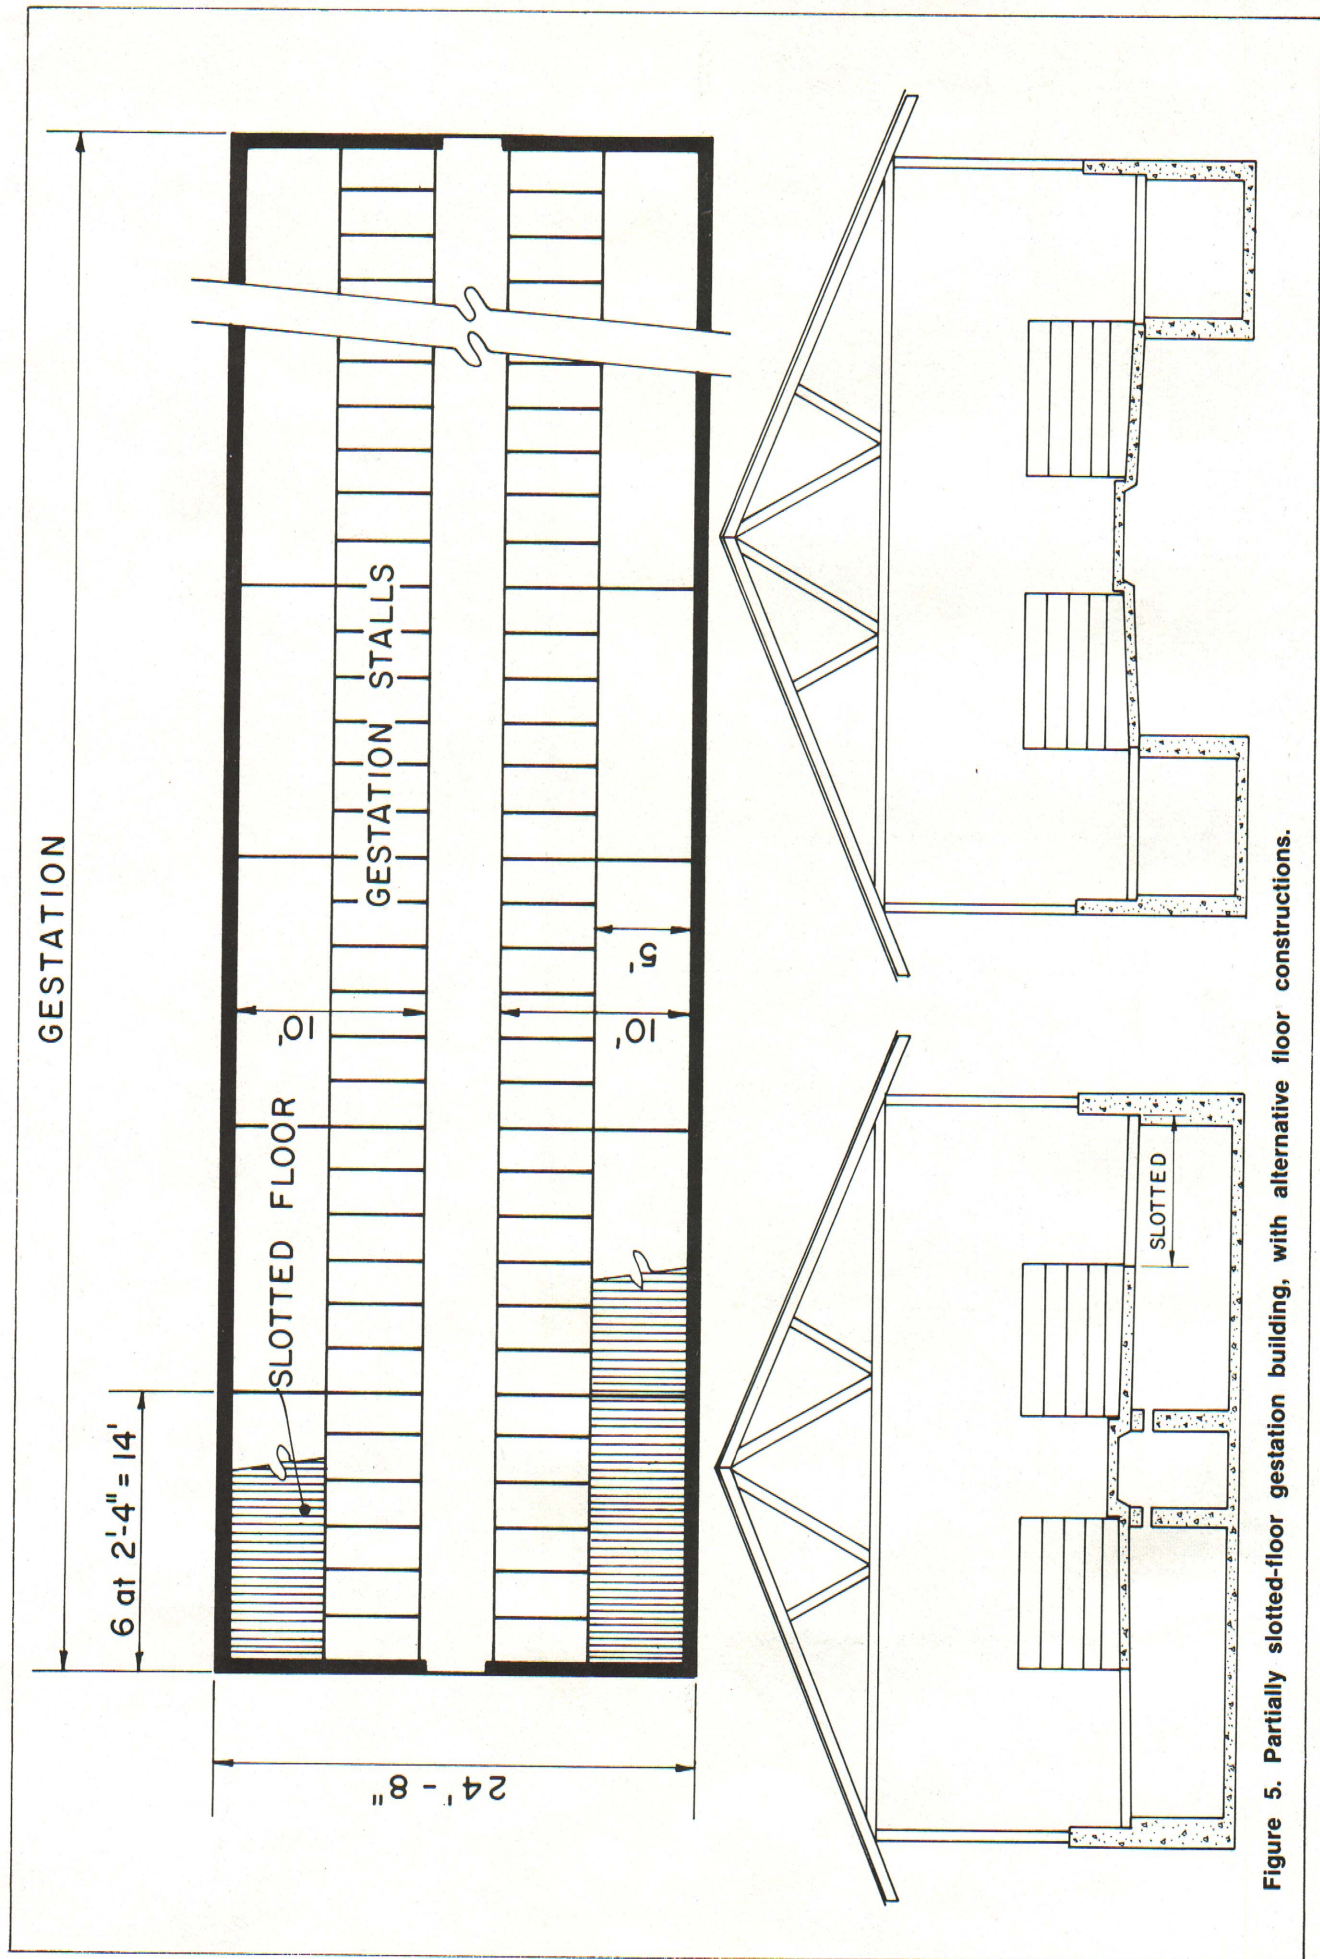 GESTATION
6 at 2'-4" = 14'
SLOTTED FLOOR
10'
GESTATION STALLS
10'
5'
24'-8"
SLOTTED
Figure 5. Partially slotted-floor gestation building, with alternative floor constructions.